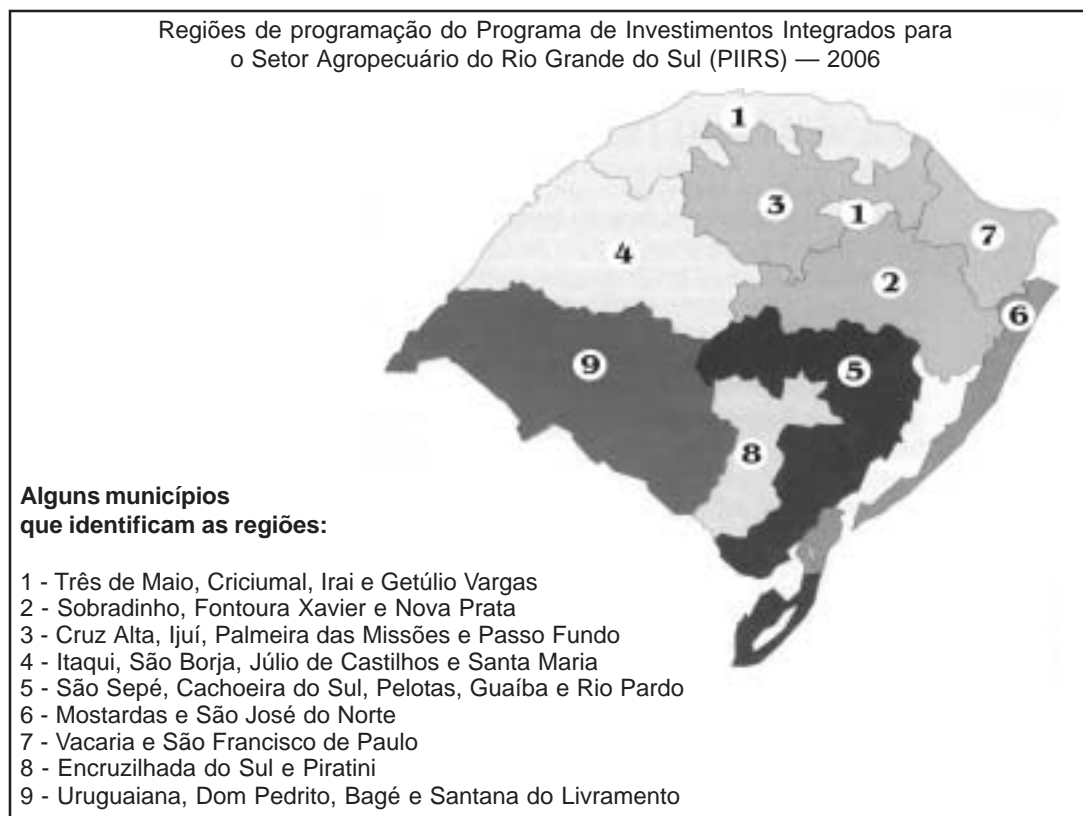 Regiões de programação do Programa de Investimentos Integrados para
o Setor Agropecuário do Rio Grande do Sul (PIIRS) — 2006
1
3
1
7
4
2
6
9
5
8
Alguns municípios
que identificam as regiões:
1 - Três de Maio, Criciumal, Irai e Getúlio Vargas
2 - Sobradinho, Fontoura Xavier e Nova Prata
3 - Cruz Alta, Ijuí, Palmeira das Missões e Passo Fundo
4 - Itaqui, São Borja, Júlio de Castilhos e Santa Maria
5 - São Sepé, Cachoeira do Sul, Pelotas, Guaíba e Rio Pardo
6 - Mostardas e São José do Norte
7 - Vacaria e São Francisco de Paulo
8 - Encruzilhada do Sul e Piratini
9 - Uruguaiana, Dom Pedrito, Bagé e Santana do Livramento